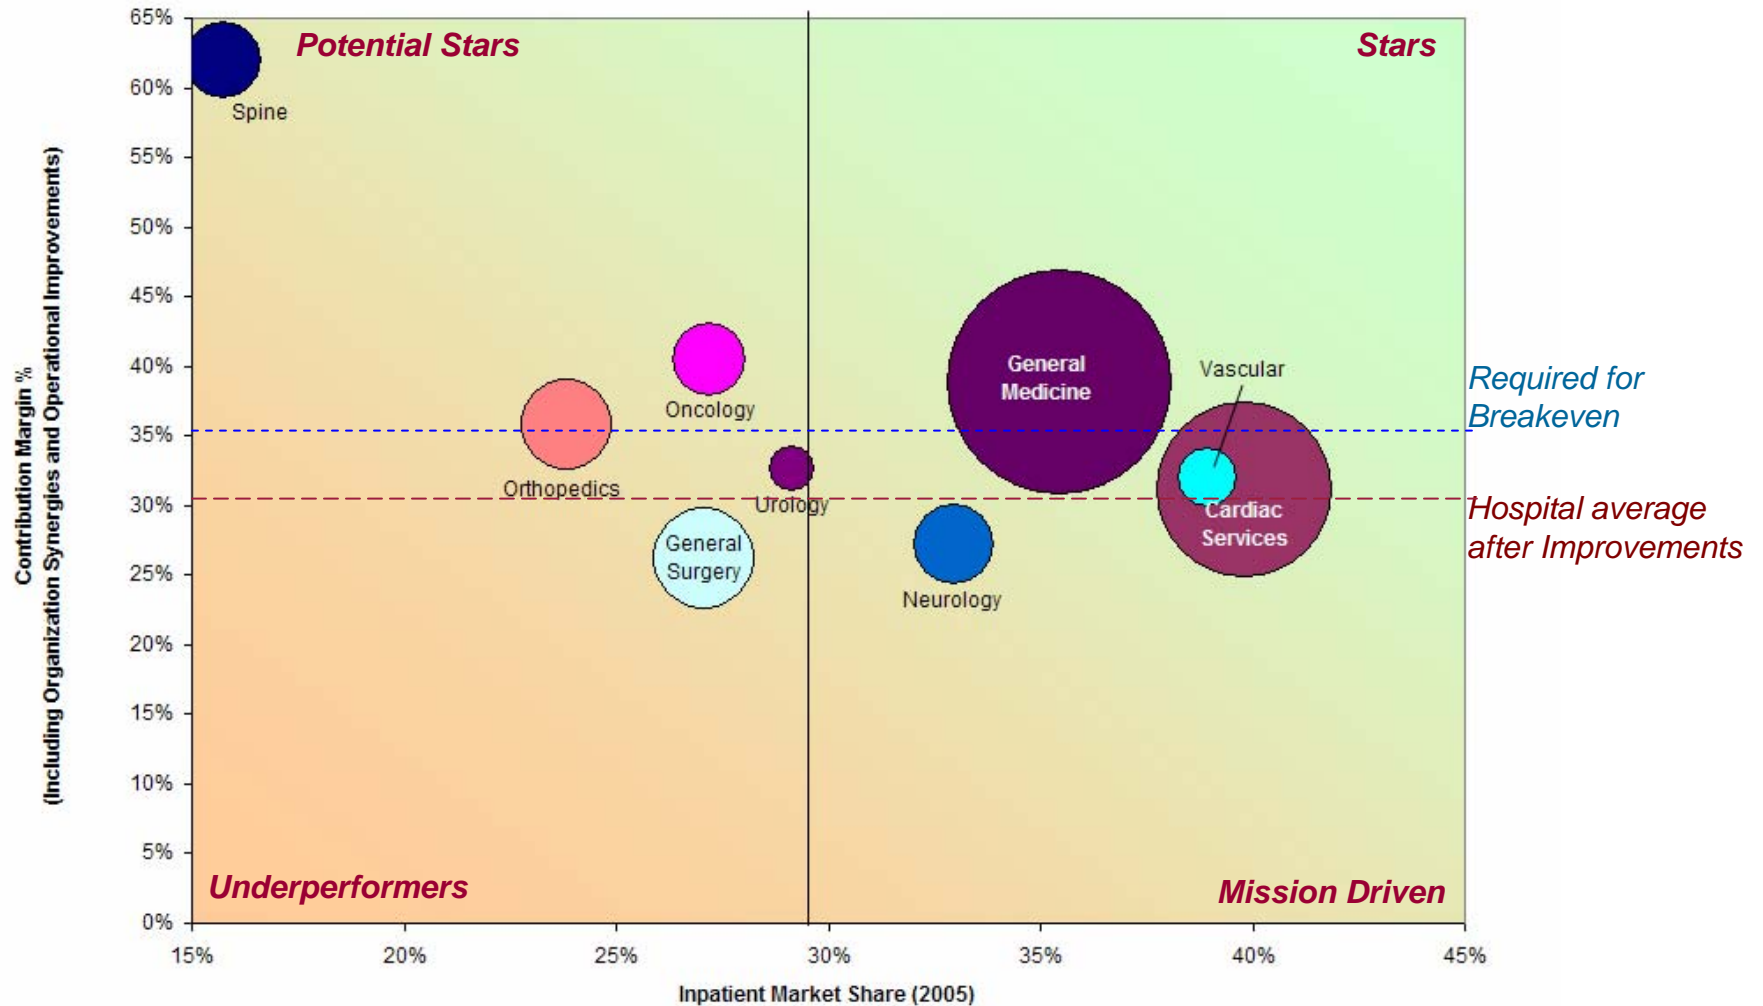 65%
Potential Stars
Stars
60%
Spine
55%
50%
45%
General
Medicine
Vascular
40%
Oncology
Required for
Breakeven
35%
Orthopedics
Urology
30%
Cardiac
Services
Hospital average
after Improvements
General
Surgery
25%
Neurology
20%
15%
10%
5%
Underperformers
Mission Driven
0%
15%
20%
25%
30%
35%
40%
45%
Inpatient Market Share (2005)
Contribution Margin %
(Including Organization Synergies and Operational Improvements)